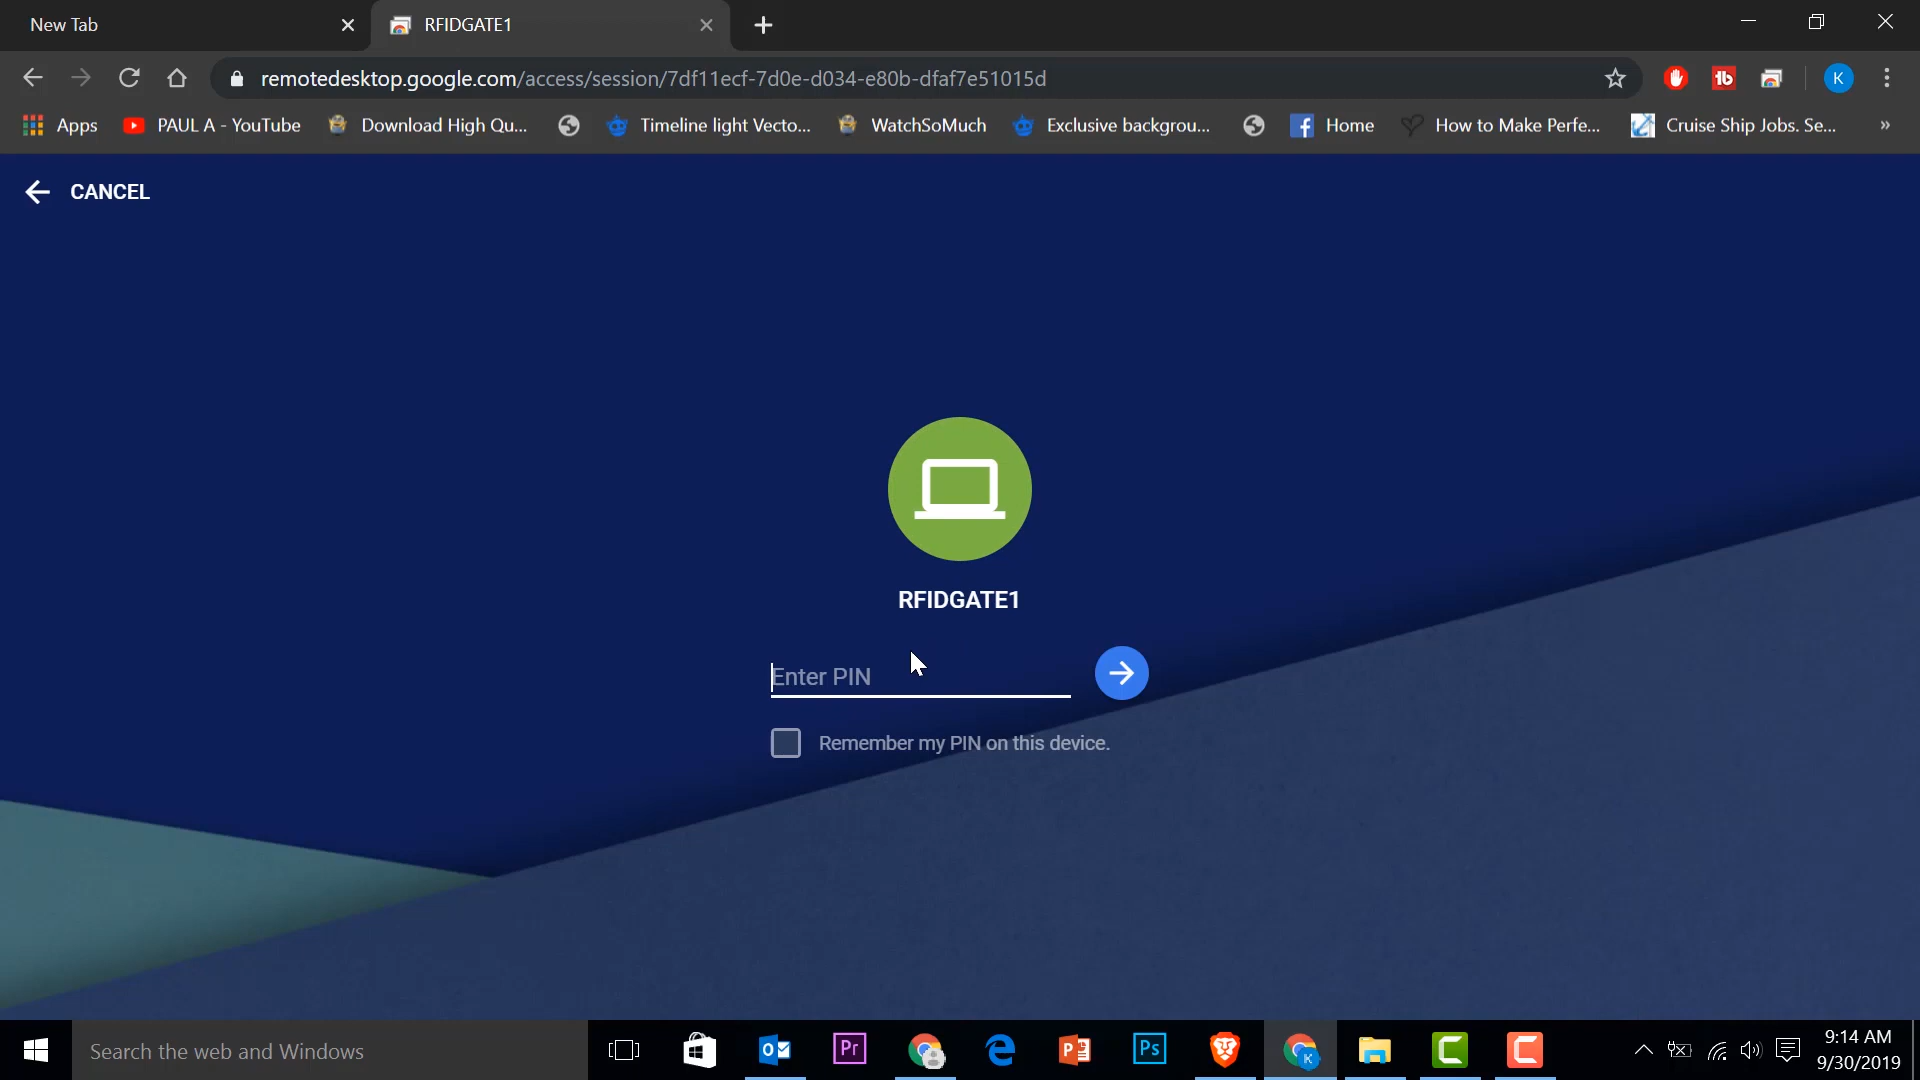 New Tab
RFIDGATE1
remotedesktop.google.com/access/session/7df11ecf-7d0e-d034-e80b-dfaf7e51015d
K
Apps
PAUL A - YouTube
Download High Qu...
Timeline light Vecto...
WatchSoMuch
Exclusive backgrou...
Home
How to Make Perfe...
Cruise Ship Jobs. Se...
»
CANCEL
RFIDGATE1
Enter PIN
Remember my PIN on this device.
Search the web and Windows
Pr
Ps
K
9:14 AM
9/30/2019